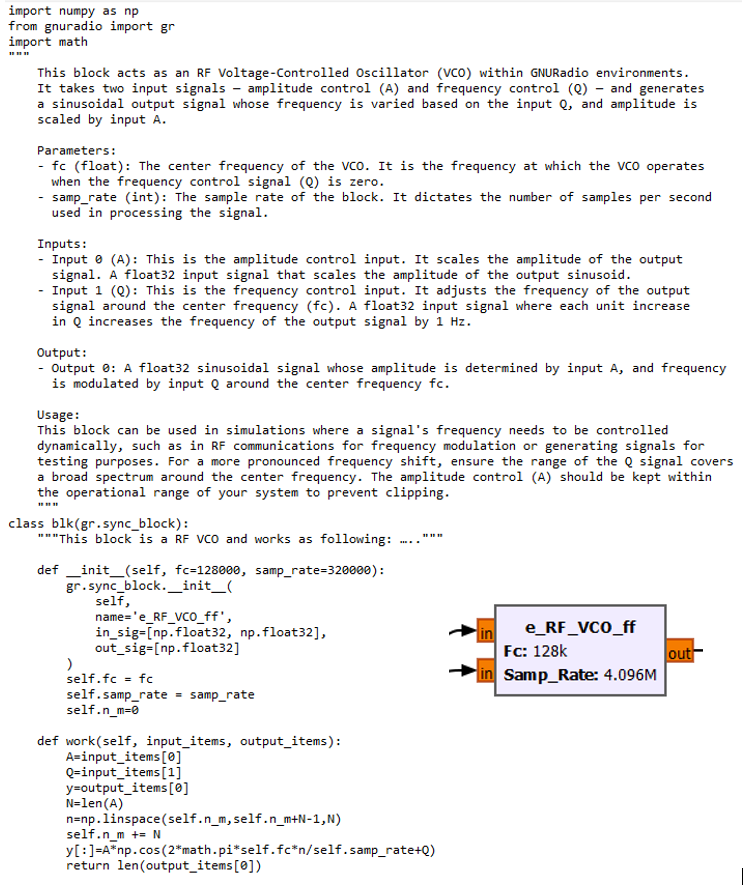 import numpy as np
from gnuradio import gr
import math
"""
This block acts as an RF Voltage-Controlled Oscillator (VCO) within GNURadio environments.
It takes two input signals – amplitude control (A) and frequency control (Q) – and generates
a sinusoidal output signal whose frequency is varied based on the input Q, and amplitude is
scaled by input A.

Parameters:
- fc (float): The center frequency of the VCO. It is the frequency at which the VCO operates
when the frequency control signal (Q) is zero.
- samp_rate (int): The sample rate of the block. It dictates the number of samples per second
used in processing the signal.

Inputs:
- Input 0 (A): This is the amplitude control input. It scales the amplitude of the output
signal. A float32 input signal that scales the amplitude of the output sinusoid.
- Input 1 (Q): This is the frequency control input. It adjusts the frequency of the output
signal around the center frequency (fc). A float32 input signal where each unit increase
in Q increases the frequency of the output signal by 1 Hz.

Output:
- Output 0: A float32 sinusoidal signal whose amplitude is determined by input A, and frequency
is modulated by input Q around the center frequency fc.

Usage:
This block can be used in simulations where a signal's frequency needs to be controlled
dynamically, such as in RF communications for frequency modulation or generating signals for
testing purposes. For a more pronounced frequency shift, ensure the range of the Q signal covers
a broad spectrum around the center frequency. The amplitude control (A) should be kept within
the operational range of your system to prevent clipping.
"""
class blk(gr.sync_block):
"""This block is a RF VCO and works as following: ….."""

def __init__(self, fc=128000, samp_rate=320000):
gr.sync_block.__init__(
self,
name='e_RF_VCO_ff',
in_sig=[np.float32, np.float32],
out_sig=[np.float32]
)
self.fc = fc
self.samp_rate = samp_rate
self.n_m=0

def work(self, input_items, output_items):
A=input_items[0]
Q=input_items[1]
y=output_items[0]
N=len(A)
n=np.linspace(self.n_m,self.n_m+N-1,N)
self.n_m += N
y[:]=A*np.cos(2*math.pi*self.fc*n/self.samp_rate+Q)
return len(output_items[0])

e_RF_VCO_ff
in
Fc: 128k
out
in
Samp_Rate: 4.096M